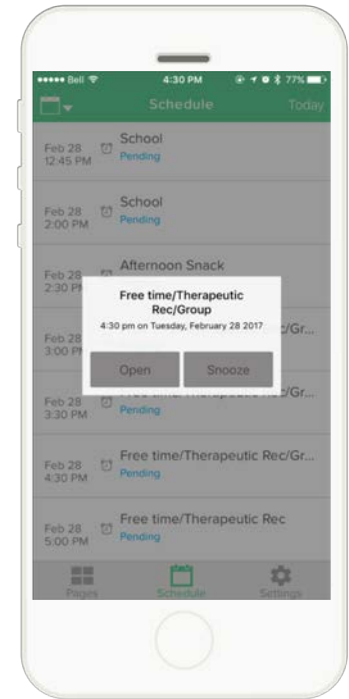 Bell 4:30 PM 77%
Schedule Today
School
Feb 28
12:45 PM Pending
School
Feb 28
2:00 PM Pending
Afternoon Snack
Feb 28
2:30 PM
Free time/Therapeutic
Rec/Group
4:30 pm on Tuesday, February 28 2017
Open Snooze
Feb 28
3:00 PM
Feb 28
3:30 PM Pending
Free time/Therapeutic Rec/Gr...
Feb 28
4:30 PM Pending
Free time/Therapeutic Rec
Feb 28
5:00 PM Pending
Pages Schedule Settings